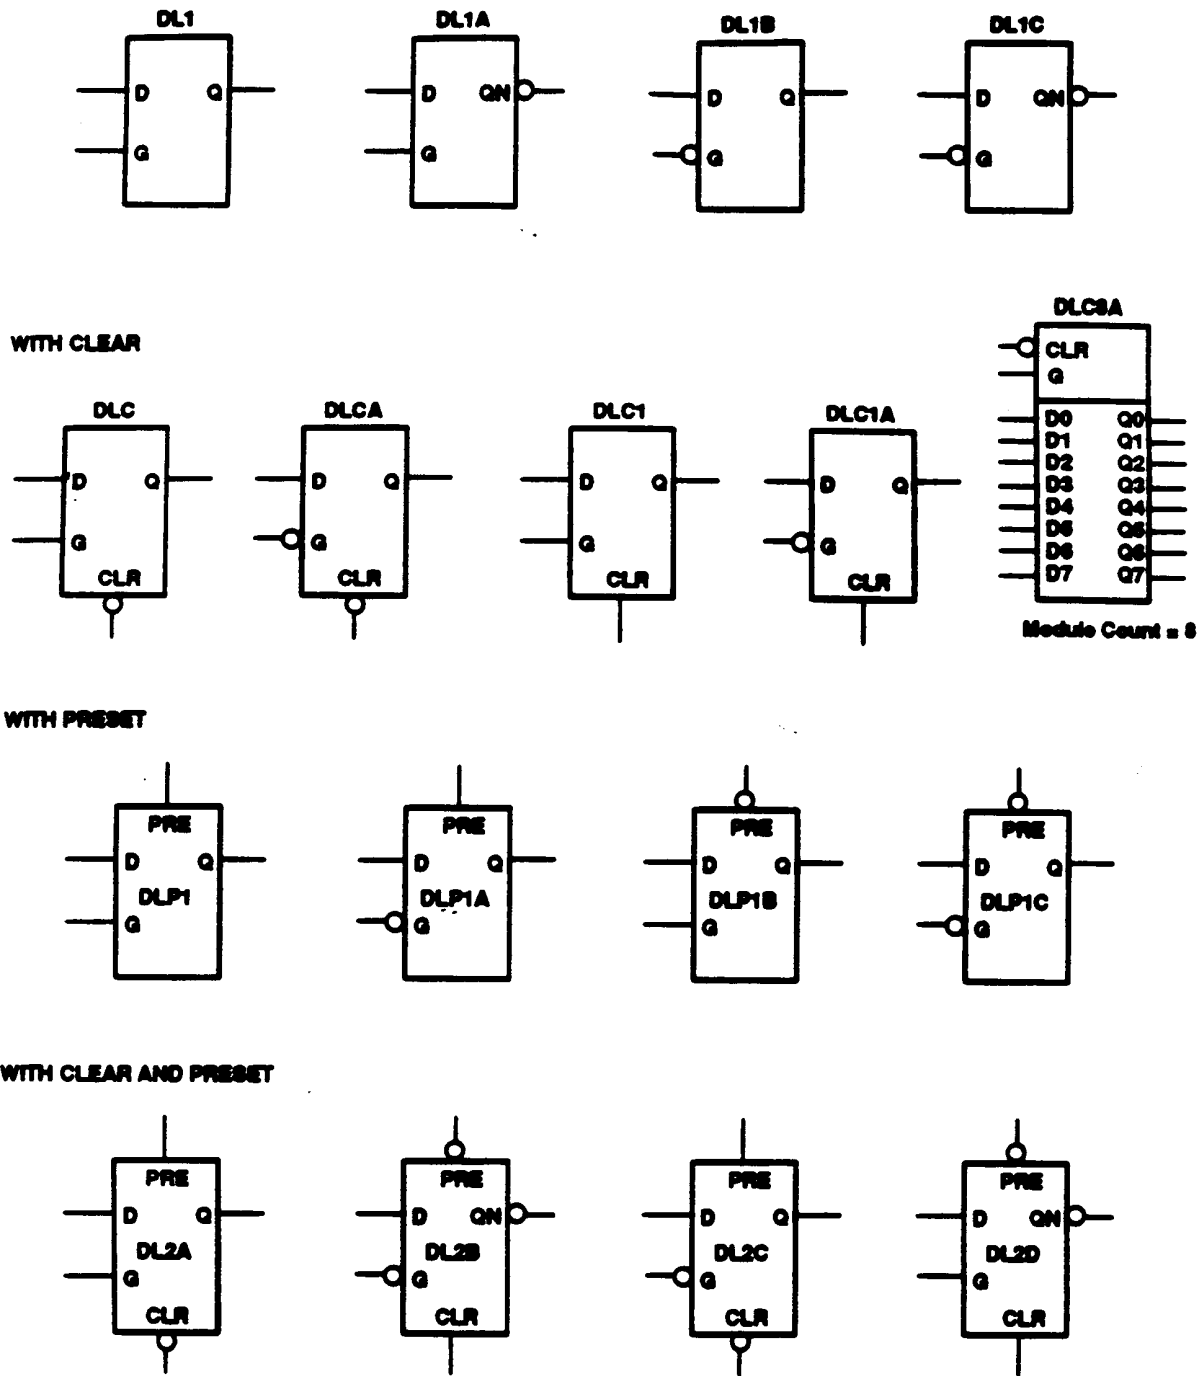 DL1 DL1A DL1B DL1C
D Q D QN D Q D QN
G G G G
WITH CLEAR
DLC DLCA DLC1 DLC1A DLC8A
CLR
G
D Q D Q D Q D Q
G G G G
CLR CLR CLR CLR
D0 Q0
D1 Q1
D2 Q2
D3 Q3
D4 Q4
D5 Q5
D6 Q6
D7 Q7
Module Count = 8
WITH PRESET
PRE PRE PRE PRE
D Q D Q D Q D Q
DLP1 DLP1A DLP1B DLP1C
G G G G
WITH CLEAR AND PRESET
PRE PRE PRE PRE
D Q D QN D Q D QN
DL2A DL2B DL2C DL2D
G G G G
CLR CLR CLR CLR